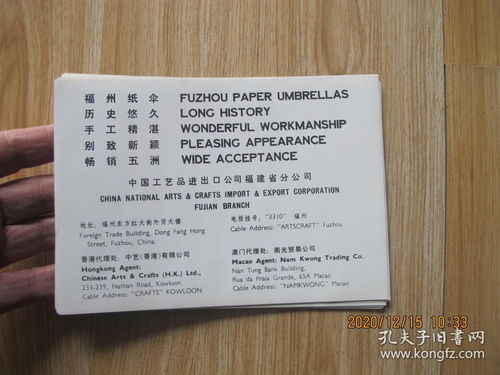 福州纸伞 FUZHOU PAPER UMBRELLAS
历史悠久 LONG HISTORY
手工精湛 WONDERFUL WORKMANSHIP
别致新颖 PLEASING APPEARANCE
畅销五洲 WIDE ACCEPTANCE
中国工艺品进出口公司福建省分公司
CHINA NATIONAL ARTS & CRAFTS IMPORT & EXPORT CORPORATION
FUJIAN BRANCH
地址: 福州东方红大街外贸大楼
Foreign Trade Building, Dong Fang Hong
Street, Fuzhou, China.
电报挂号: "3310" 福州
Cable Address: "ARTSCRAFT" Fuzhou
香港代理处: 中艺(香港)有限公司
Hongkong Agent:
Chinese Arts & Crafts (H.K.) Ltd.,
233-239, Nathan Road, Kowloon.
Cable Address: "CRAFTS" KOWLOON
澳门代理处: 南光贸易公司
Macao Agent: Nam Kwong Trading Co.
Nan Tung Bank Building,
Rua da Praia Grande, 65A Macao
Cable Address: "NAMKWONG" Macao
2020/12/15 10:33
孔夫子旧书网
www.kongfz.com